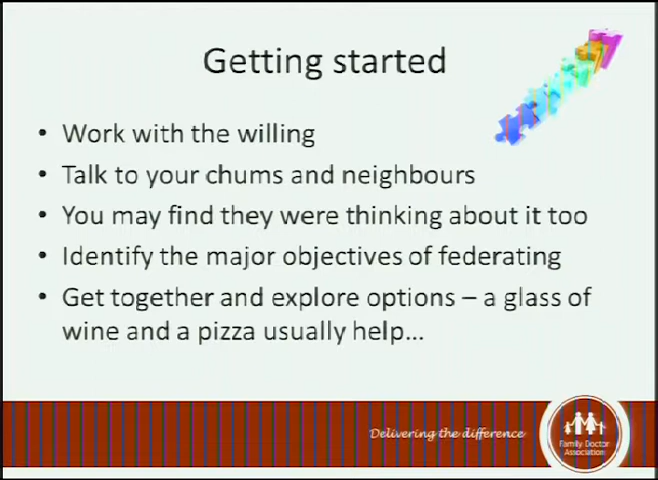 Getting started
• Work with the willing
• Talk to your chums and neighbours
• You may find they were thinking about it too
• Identify the major objectives of federating
• Get together and explore options – a glass of
wine and a pizza usually help...
Delivering the difference
Family Doctor
Association